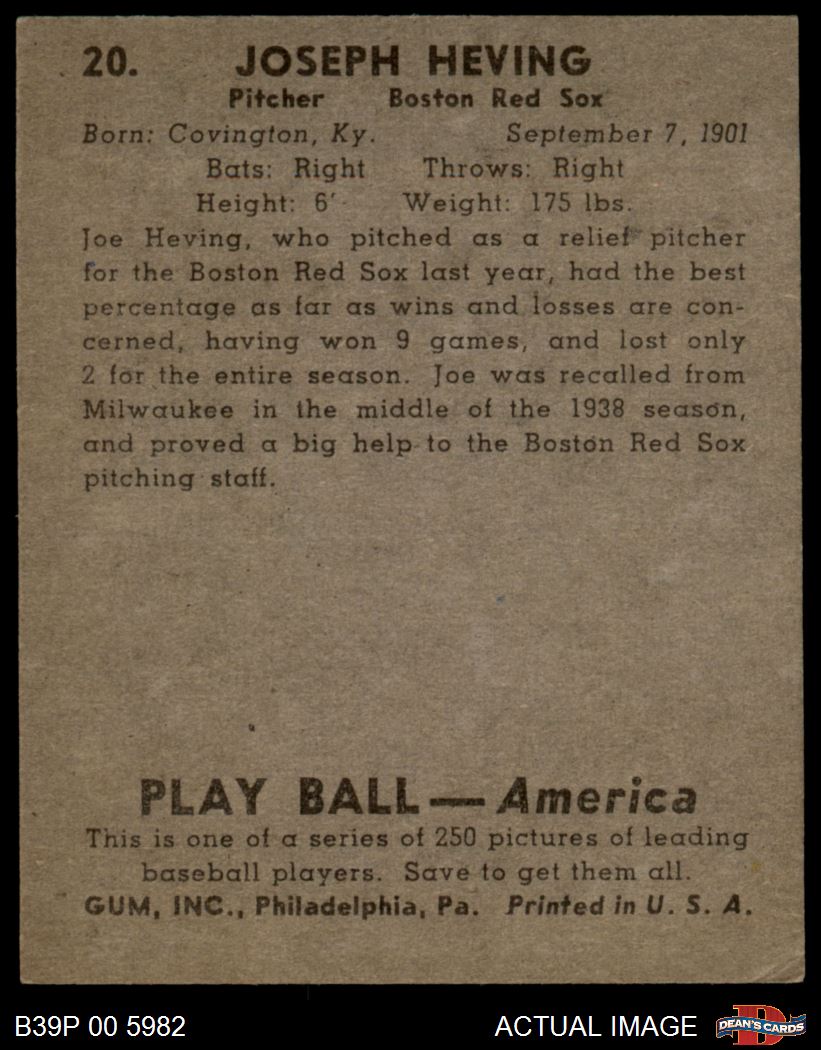 20. JOSEPH HEVING
Pitcher Boston Red Sox
Born: Covington, Ky. September 7, 1901
Bats: Right Throws: Right
Height: 6' Weight: 175 lbs.
Joe Heving, who pitched as a relief pitcher
for the Boston Red Sox last year, had the best
percentage as far as wins and losses are con-
cerned, having won 9 games, and lost only
2 for the entire season. Joe was recalled from
Milwaukee in the middle of the 1938 season,
and proved a big help to the Boston Red Sox
pitching staff.
PLAY BALL — America
This is one of a series of 250 pictures of leading
baseball players. Save to get them all.
GUM, INC., Philadelphia, Pa. Printed in U. S. A.
B39P 00 5982 ACTUAL IMAGE D DEAN'S CARDS